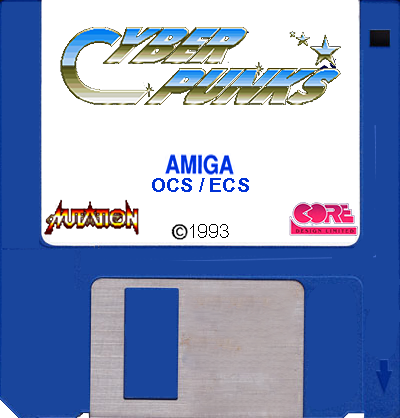 CYBER
PUNKS
AMIGA
OCS / ECS
MUTATION
CORE
DESIGN LIMITED
©1993